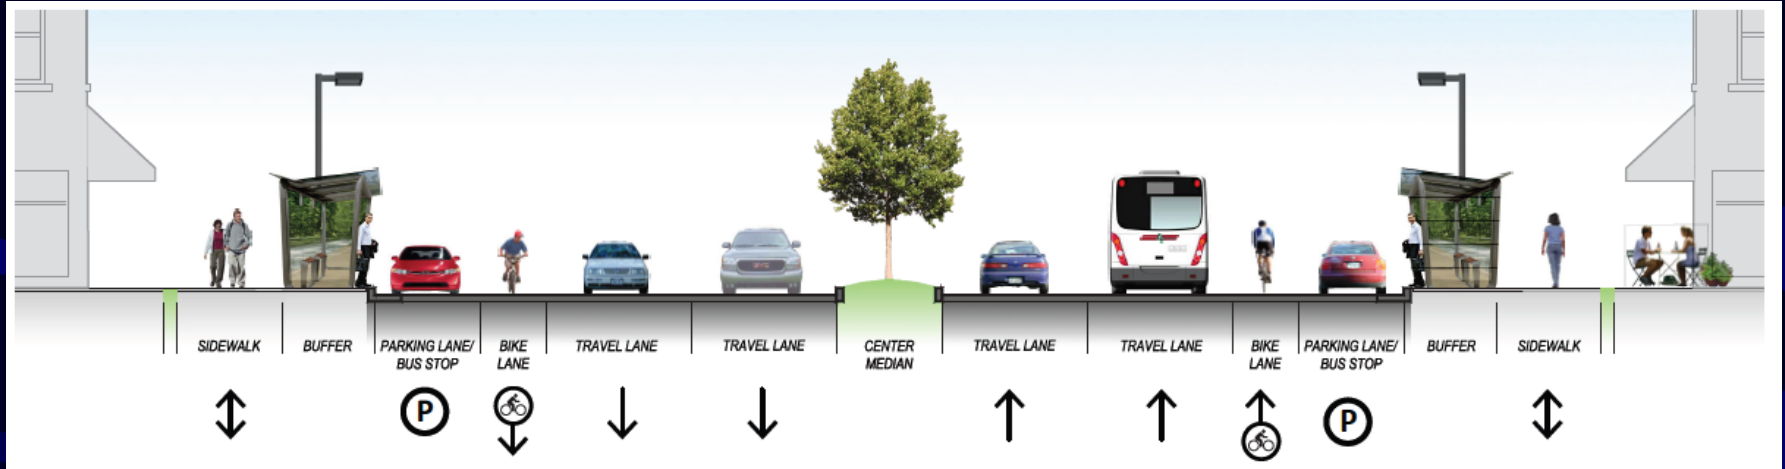 SIDEWALK
BUFFER
PARKING LANE/
BUS STOP
BIKE
LANE
TRAVEL LANE
TRAVEL LANE
CENTER
MEDIAN
TRAVEL LANE
TRAVEL LANE
BIKE
LANE
PARKING LANE/
BUS STOP
BUFFER
SIDEWALK
P
P